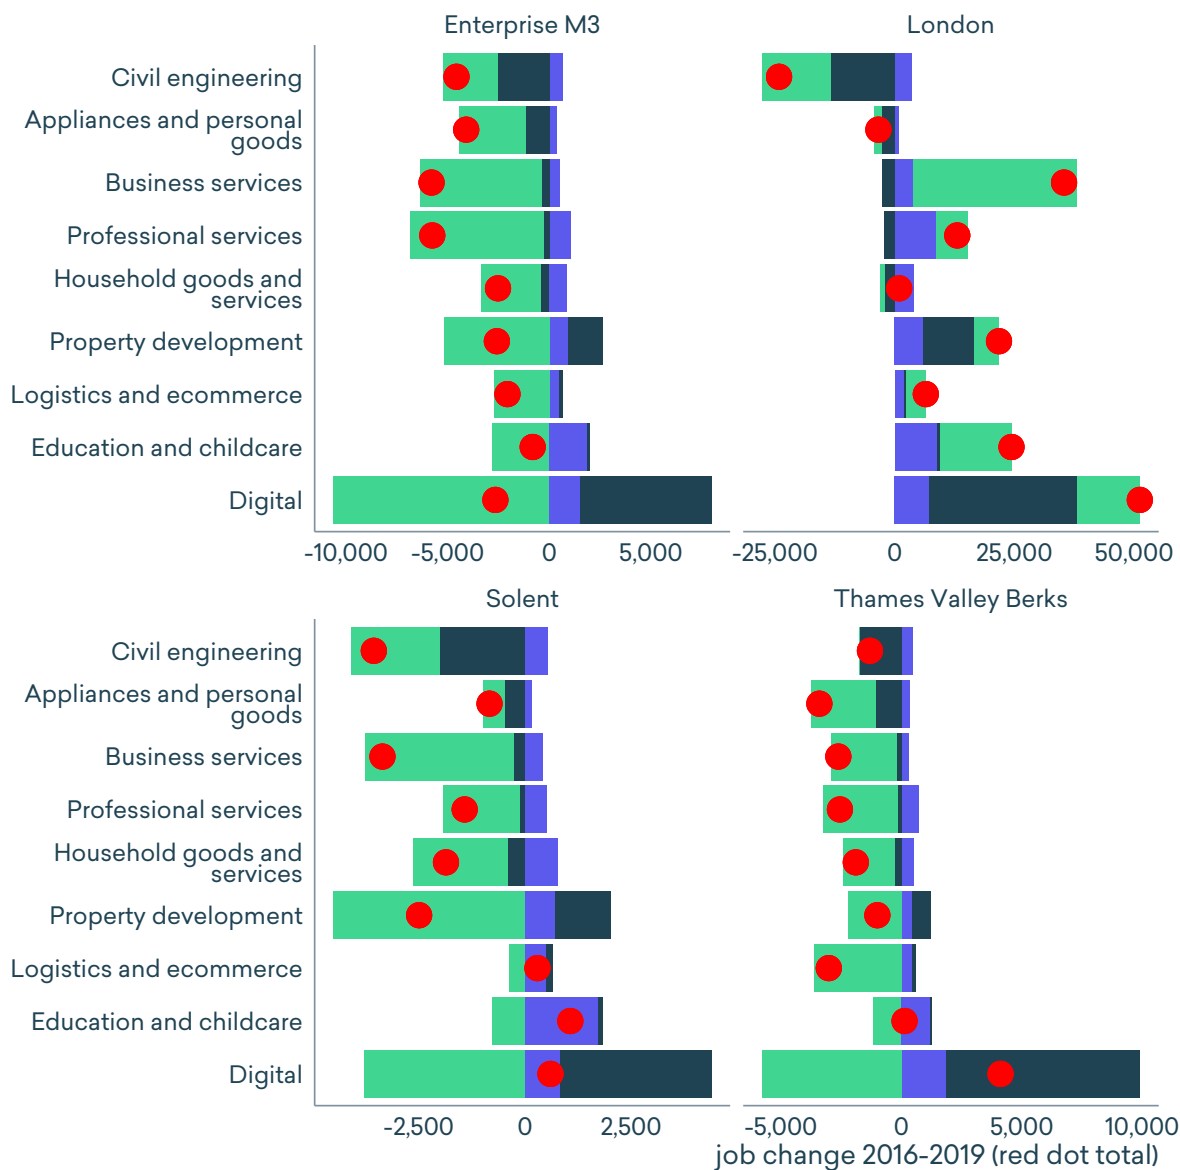 Enterprise M3
London
Civil engineering
Appliances and personal
goods
Business services
Professional services
Household goods and
services
Property development
Logistics and ecommerce
Education and childcare
Digital
-10,000 -5,000 0 5,000
-25,000 0 25,000 50,000
Solent
Thames Valley Berks
Civil engineering
Appliances and personal
goods
Business services
Professional services
Household goods and
services
Property development
Logistics and ecommerce
Education and childcare
Digital
-2,500 0 2,500
-5,000 0 5,000 10,000
job change 2016-2019 (red dot total)